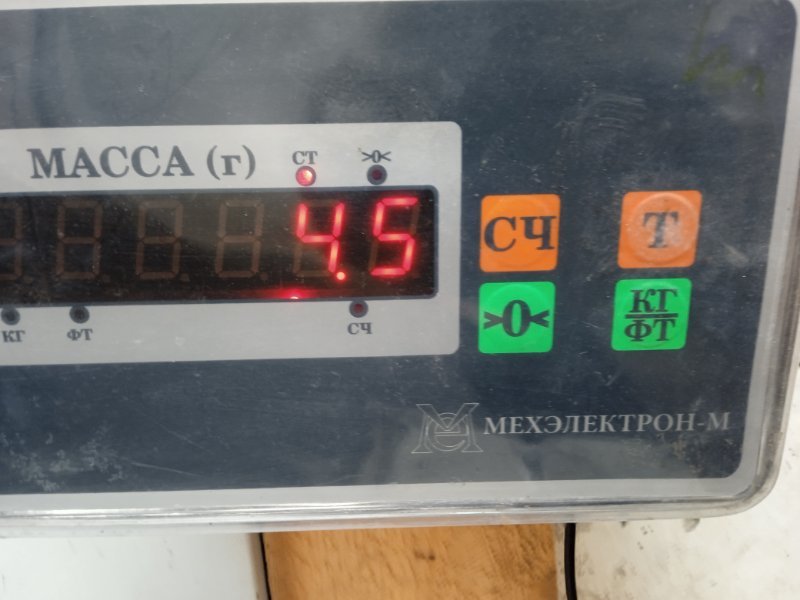 МАССА (г) СТ >0<
4.5
КГ ФТ СЧ
СЧ Т
>0< КГ/ФТ
МЕХЭЛЕКТРОН-М